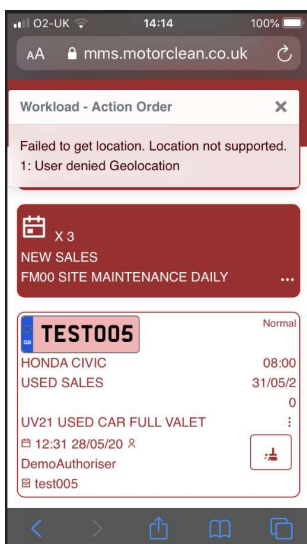 O2-UK 14:14 100%
AA mms.motorclean.co.uk
Workload - Action Order
Failed to get location. Location not supported.
1: User denied Geolocation
X 3
NEW SALES
FM00 SITE MAINTENANCE DAILY
Normal
GB TEST005
HONDA CIVIC 08:00
USED SALES 31/05/2
0
UV21 USED CAR FULL VALET
12:31 28/05/20
DemoAuthoriser
test005